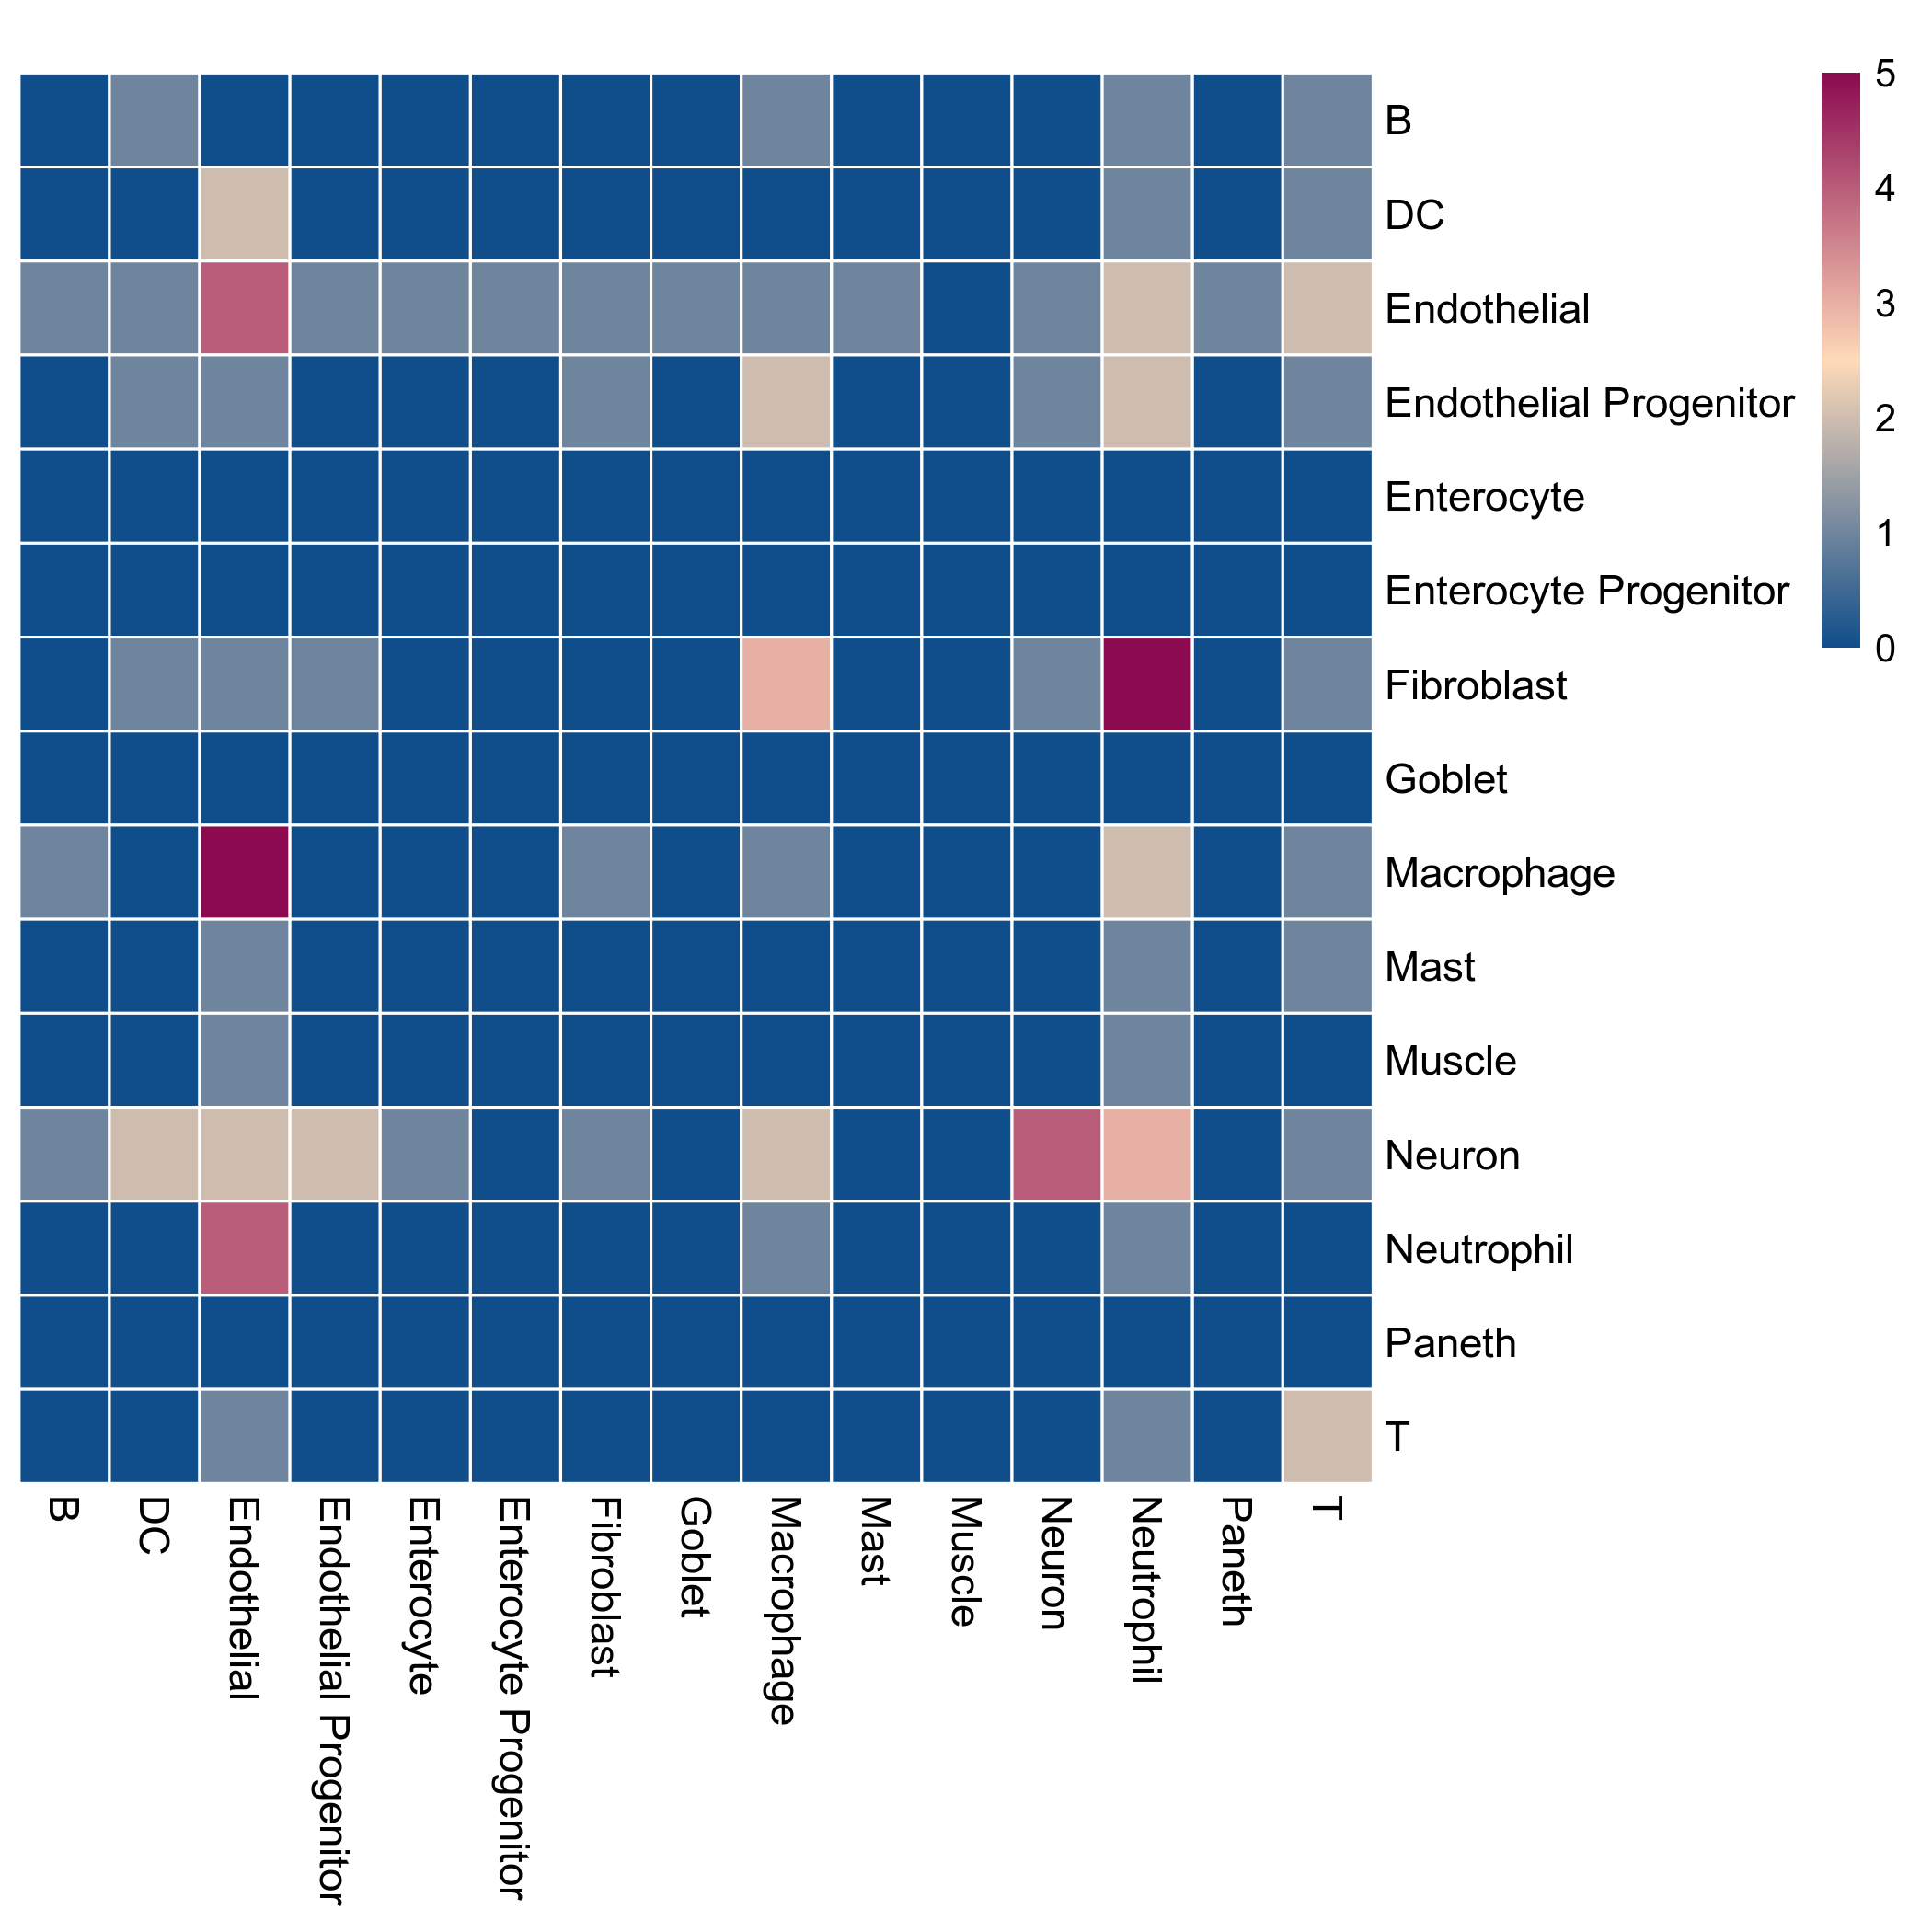 B
DC
Endothelial
Endothelial Progenitor
Enterocyte
Enterocyte Progenitor
Fibroblast
Goblet
Macrophage
Mast
Muscle
Neuron
Neutrophil
Paneth
T
5
4
3
2
1
0
B
DC
Endothelial
Endothelial Progenitor
Enterocyte
Enterocyte Progenitor
Fibroblast
Goblet
Macrophage
Mast
Muscle
Neuron
Neutrophil
Paneth
T